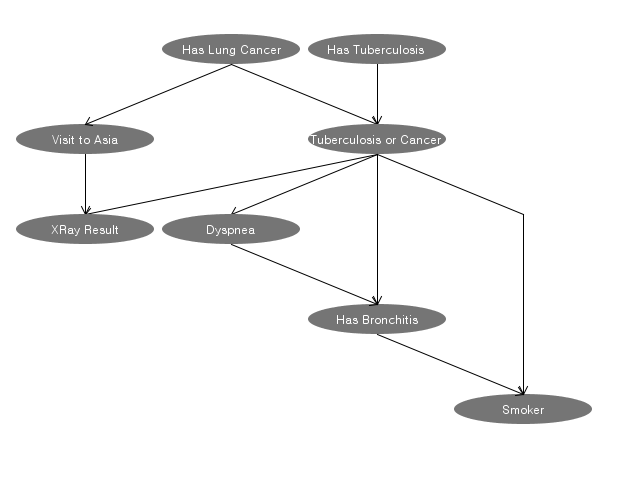 Has Lung Cancer
Has Tuberculosis
Visit to Asia
Tuberculosis or Cancer
XRay Result
Dyspnea
Has Bronchitis
Smoker